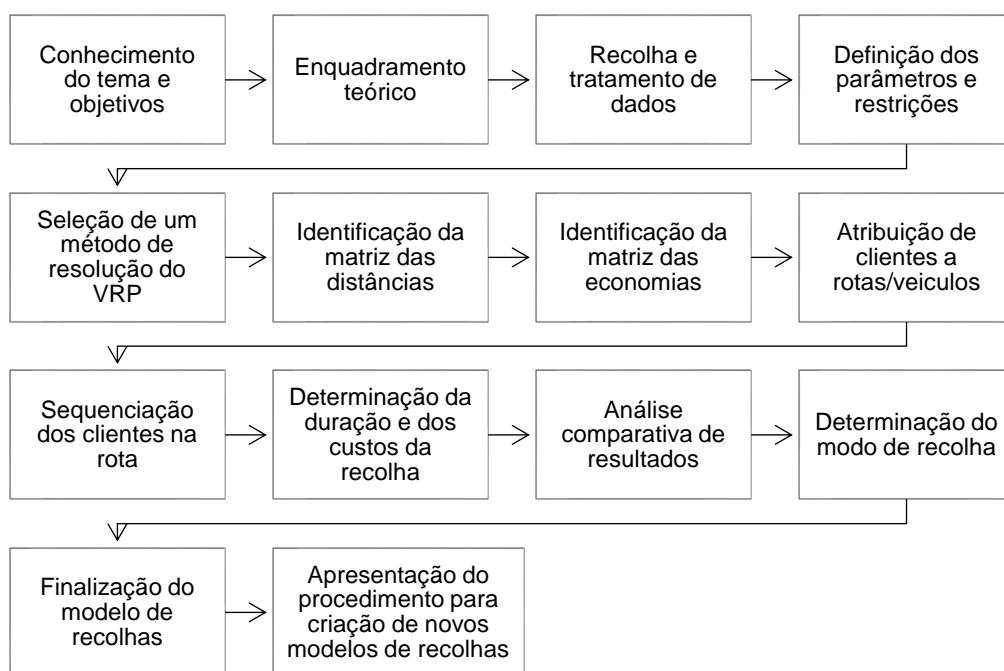 Conhecimento
do tema e
objetivos
Enquadramento
teórico
Recolha e
tratamento de
dados
Definição dos
parâmetros e
restrições
Seleção de um
método de
resolução do
VRP
Identificação da
matriz das
distâncias
Identificação da
matriz das
economias
Atribuição de
clientes a
rotas/veiculos
Sequenciação
dos clientes na
rota
Determinação da
duração e dos
custos da
recolha
Análise
comparativa de
resultados
Determinação do
modo de recolha
Finalização do
modelo de
recolhas
Apresentação do
procedimento para
criação de novos
modelos de recolhas